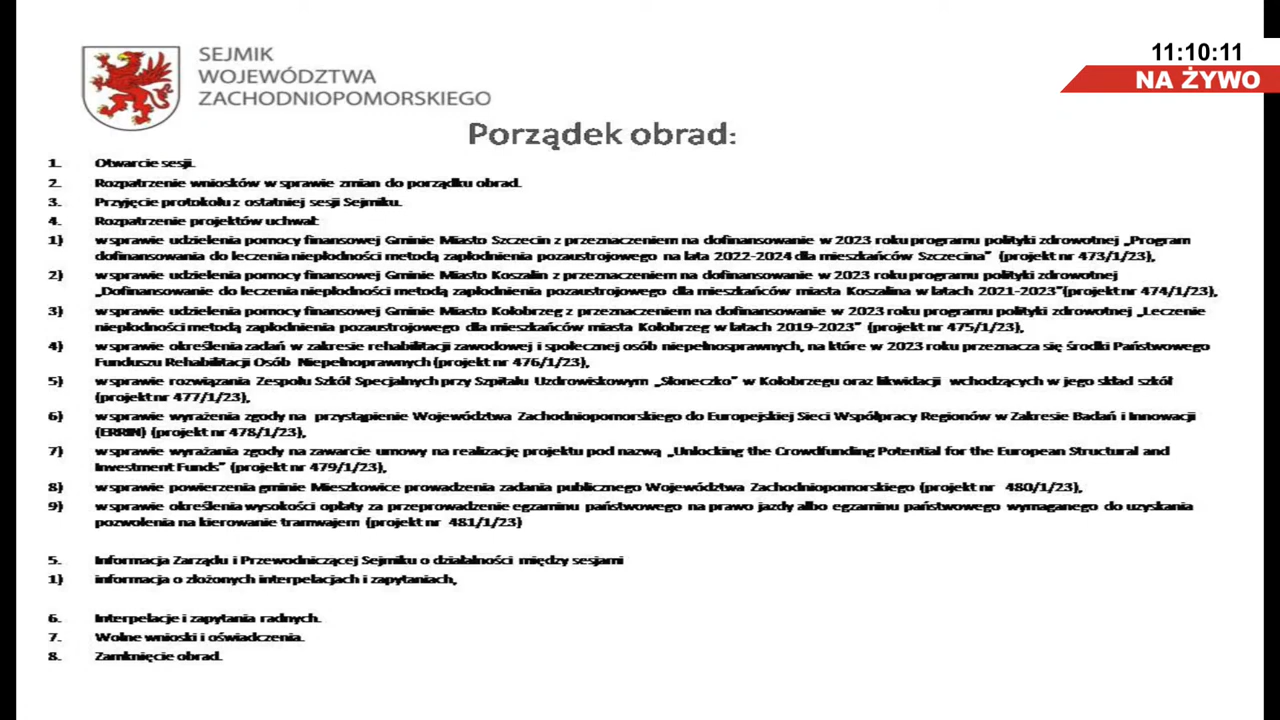 SEJMIK
WOJEWÓDZTWA
ZACHODNIOPOMORSKIEGO
11:10:11
NA ŻYWO
Porządek obrad:
1. Otwarcie sesji.
2. Rozpatrzenie wniosków w sprawie zmian do porządku obrad.
3. Przyjęcie protokołu z ostatniej sesji Sejmiku.
4. Rozpatrzenie projektów uchwał:
1) w sprawie udzielenia pomocy finansowej Gminie Miasto Szczecin z przeznaczeniem na dofinansowanie w 2023 roku programu polityki zdrowotnej „Program
dofinansowania do leczenia niepłodności metodą zapłodnienia pozaustrojowego na lata 2022-2024 dla mieszkańców Szczecina” (projekt nr 473/1/23),
2) w sprawie udzielenia pomocy finansowej Gminie Miasto Koszalin z przeznaczeniem na dofinansowanie w 2023 roku programu polityki zdrowotnej
„Dofinansowanie do leczenia niepłodności metodą zapłodnienia pozaustrojowego dla mieszkańców miasta Koszalina w latach 2021-2023”(projekt nr 474/1/23),
3) w sprawie udzielenia pomocy finansowej Gminie Miasto Kołobrzeg z przeznaczeniem na dofinansowanie w 2023 roku programu polityki zdrowotnej „Leczenie
niepłodności metodą zapłodnienia pozaustrojowego dla mieszkańców miasta Kołobrzeg w latach 2019-2023” (projekt nr 475/1/23),
4) w sprawie określenia zadań w zakresie rehabilitacji zawodowej i społecznej osób niepełnosprawnych, na które w 2023 roku przeznacza się środki Państwowego
Funduszu Rehabilitacji Osób Niepełnoprawnych (projekt nr 476/1/23),
5) w sprawie rozwiązania Zespołu Szkół Specjalnych przy Szpitalu Uzdrowiskowym „Słoneczko” w Kołobrzegu oraz likwidacji wchodzących w jego skład szkół
(projekt nr 477/1/23),
6) w sprawie wyrażenia zgody na przystąpienie Województwa Zachodniopomorskiego do Europejskiej Sieci Współpracy Regionów w Zakresie Badań i Innowacji
(ERRIN) (projekt nr 478/1/23),
7) w sprawie wyrażania zgody na zawarcie umowy na realizację projektu pod nazwą „Unlocking the Crowdfunding Potential for the European Structural and
Investment Funds” (projekt nr 479/1/23),
8) w sprawie powierzenia gminie Mieszkowice prowadzenia zadania publicznego Województwa Zachodniopomorskiego (projekt nr 480/1/23),
9) w sprawie określenia wysokości opłaty za przeprowadzenie egzaminu państwowego na prawo jazdy albo egzaminu państwowego wymaganego do uzyskania
pozwolenia na kierowanie tramwajem (projekt nr 481/1/23)
5. Informacja Zarządu i Przewodniczącej Sejmiku o działalności między sesjami
1) informacja o złożonych interpelacjach i zapytaniach,
6. Interpelacje i zapytania radnych.
7. Wolne wnioski i oświadczenia.
8. Zamknięcie obrad.